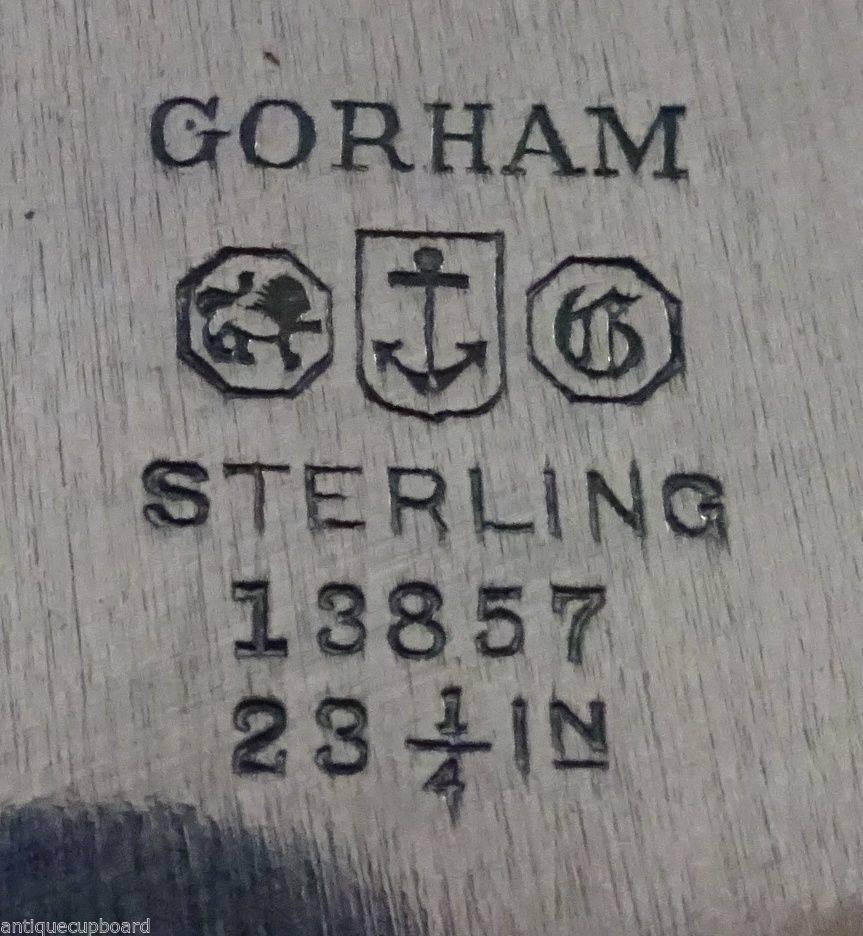 GORHAM
G
STERLING
13857
23 1/4 IN
antiquecupboard